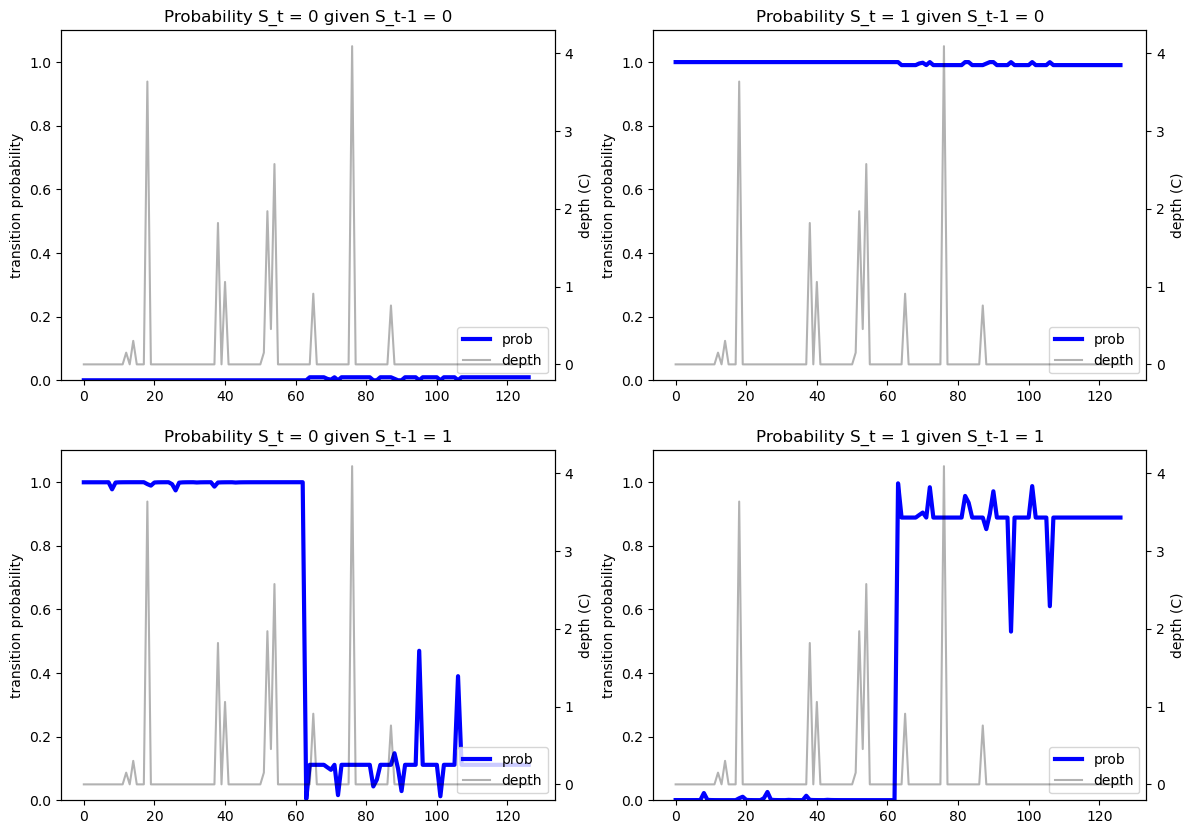 Probability S_t = 0 given S_t-1 = 0
1.0
0.8
0.6
0.4
0.2
0.0
transition probability
4
3
2
1
0
depth (C)
prob
depth
0 20 40 60 80 100 120
Probability S_t = 1 given S_t-1 = 0
1.0
0.8
0.6
0.4
0.2
0.0
transition probability
4
3
2
1
0
depth (C)
prob
depth
0 20 40 60 80 100 120
Probability S_t = 0 given S_t-1 = 1
1.0
0.8
0.6
0.4
0.2
0.0
transition probability
4
3
2
1
0
depth (C)
prob
depth
0 20 40 60 80 100 120
Probability S_t = 1 given S_t-1 = 1
1.0
0.8
0.6
0.4
0.2
0.0
transition probability
4
3
2
1
0
depth (C)
prob
depth
0 20 40 60 80 100 120